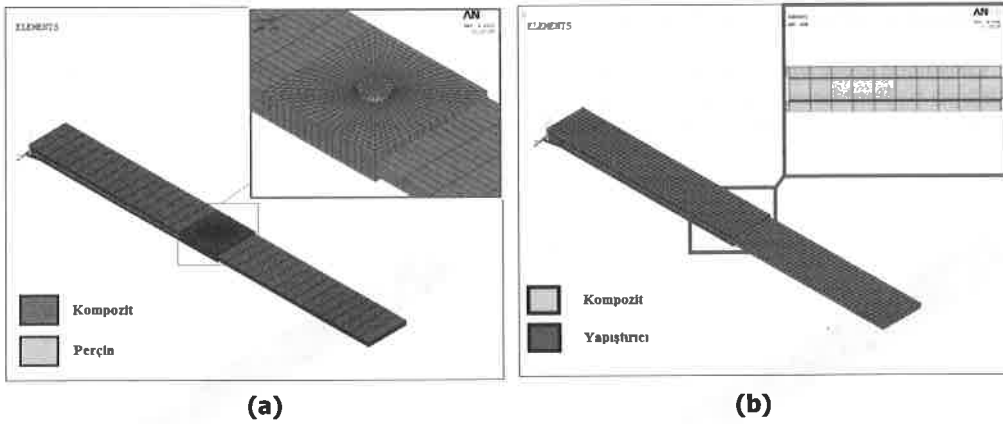 ELEMENTS
AN
Kompozit
Perçin
(a)
ELEMENTS
AN
Kompozit
Yapıştırıcı
(b)